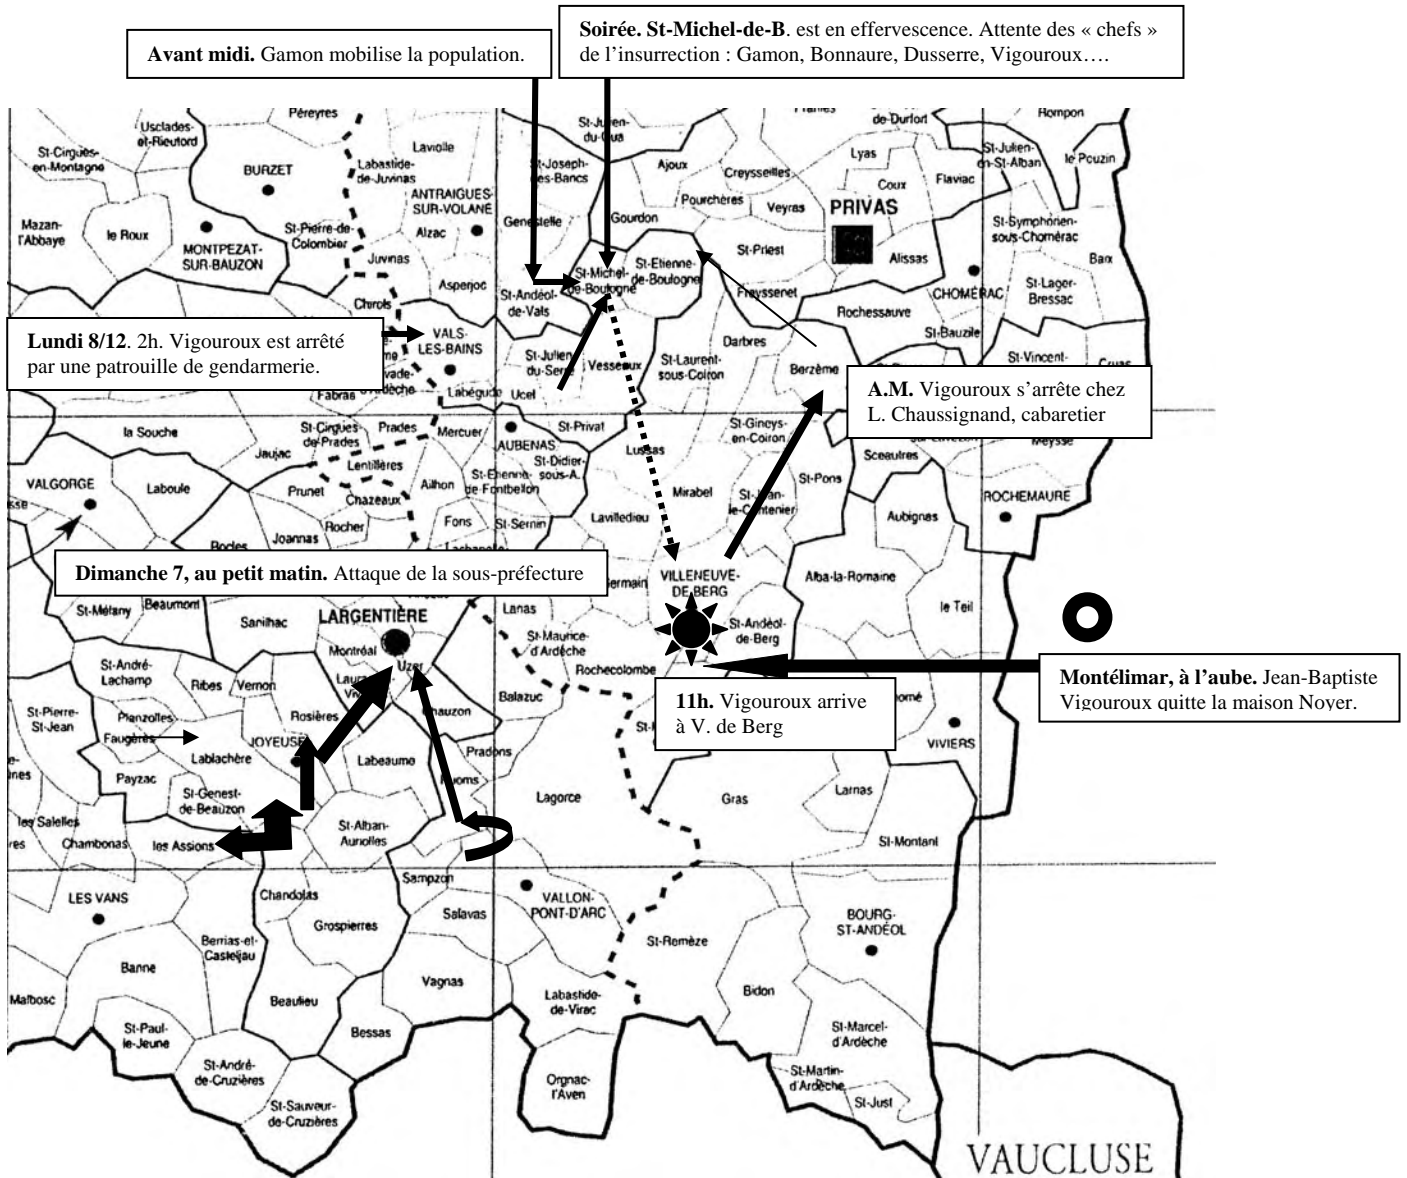 Soirée. St-Michel-de-B. est en effervescence. Attente des « chefs »
de l’insurrection : Gamon, Bonnaure, Dusserre, Vigouroux….
Avant midi. Gamon mobilise la population.
Péreyres
Usclades-
et-Rieutord
St-Cirgues-
en-Montagne
BURZET
Mazan-
l'Abbaye
le Roux
MONTPEZAT-
SUR-BAUZON
St-Pierre-de-
Colombier
Labastide-
de-Juvinas
Laviolle
ANTRAIGUES-
SUR-VOLANE
Aizac
Juvinas
Asperjoc
Chirols
St-Julien-
du-Gua
St-Joseph-
des-Bancs
Genestelle
Ajoux
Gourdon
Pourchères
Creysseilles
Veyras
PRIVAS
Lyas
Coux
de-Durfort
Flaviac
Rompon
St-Julien-
en-St-Alban
le Pouzin
St-Symphorien-
sous-Chomérac
Baix
St-Priest
Alissas
CHOMÉRAC
St-Lager-
Bressac
St-Michel-
de-Boulogne
St-Etienne-
de-Boulogne
St-Andéol-
de-Vals
Freyssenet
Rochessauve
St-Bauzile
St-Vincent-
Cruas
Lundi 8/12. 2h. Vigouroux est arrêté
par une patrouille de gendarmerie.
VALS-
LES-BAINS
St-Julien-
du-Serre
Vesseaux
St-Laurent-
sous-Coiron
Darbres
Berzème
A.M. Vigouroux s’arrête chez
L. Chaussignand, cabaretier
Fabras
Labégude
Ucel
St-Privat
la Souche
St-Cirgues-
de-Prades
Prades
Mercuer
AUBENAS
Jaujac
Lentillères
Lussas
St-Gineys-
en-Coiron
St-Pons
Sceautres
Meysse
VALGORGE
Laboule
Prunet
Chazeaux
Ailhon
St-Etienne-
de-Fontbellon
St-Didier-
sous-A.
Mirabel
St-Jean-
le-Centenier
ROCHEMAURE
Rocher
Joannas
Fons
St-Sernin
Lavilledieu
Aubignas
Rocles
Dimanche 7, au petit matin. Attaque de la sous-préfecture
VILLENEUVE-
DE-BERG
Alba-la-Romaine
St-Mélany
Beaumont
Sanilhac
LARGENTIÈRE
Lanas
St-Andéol-
de-Berg
le Teil
Montréal
Uzer
St-Maurice-
d'Ardèche
Rochecolombe
St-André-
Lachamp
Ribes
Vernon
Balazuc
Montélimar, à l’aube. Jean-Baptiste
Vigouroux quitte la maison Noyer.
11h. Vigouroux arrive
à V. de Berg
St-Pierre-
St-Jean
Planzolles
Rosières
Chauzon
VIVIERS
Faugères
JOYEUSE
Lablachère
Labeaume
Pradons
Payzac
St-Genest-
de-Beauzon
Ruoms
Lagorce
Gras
Larnas
les Salelles
Chambonas
les Assions
St-Alban-
Auriolles
St-Montant
Sampzon
LES VANS
Chandolas
Salavas
VALLON-
PONT-D'ARC
BOURG-
ST-ANDÉOL
Grospierres
Berrias-et-
Casteljau
St-Remèze
Banne
Vagnas
Malbosc
Beaulieu
Labastide-
de-Virac
Bidon
St-Paul-
le-Jeune
Bessas
St-Marcel-
d'Ardèche
St-André-
de-Cruzières
Orgnac-
l'Aven
St-Martin-
d'Ardèche
St-Just
St-Sauveur-
de-Cruzières
VAUCLUSE